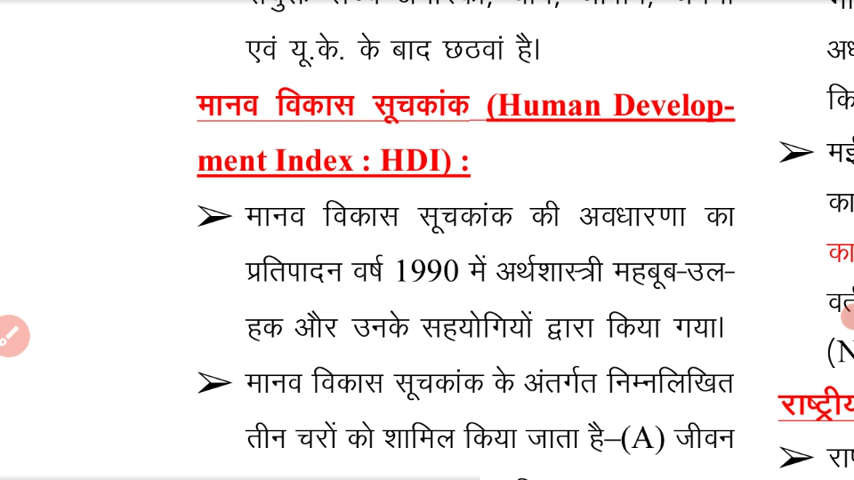 एवं यू.के. के बाद छठवां है।
मानव विकास सूचकांक (Human Develop-
ment Index : HDI) :
➢ मानव विकास सूचकांक की अवधारणा का
प्रतिपादन वर्ष 1990 में अर्थशास्त्री महबूब-उल-
हक और उनके सहयोगियों द्वारा किया गया।
➢ मानव विकास सूचकांक के अंतर्गत निम्नलिखित
तीन चरों को शामिल किया जाता है–(A) जीवन
➢
का
(N
राष्ट्रीय
➢